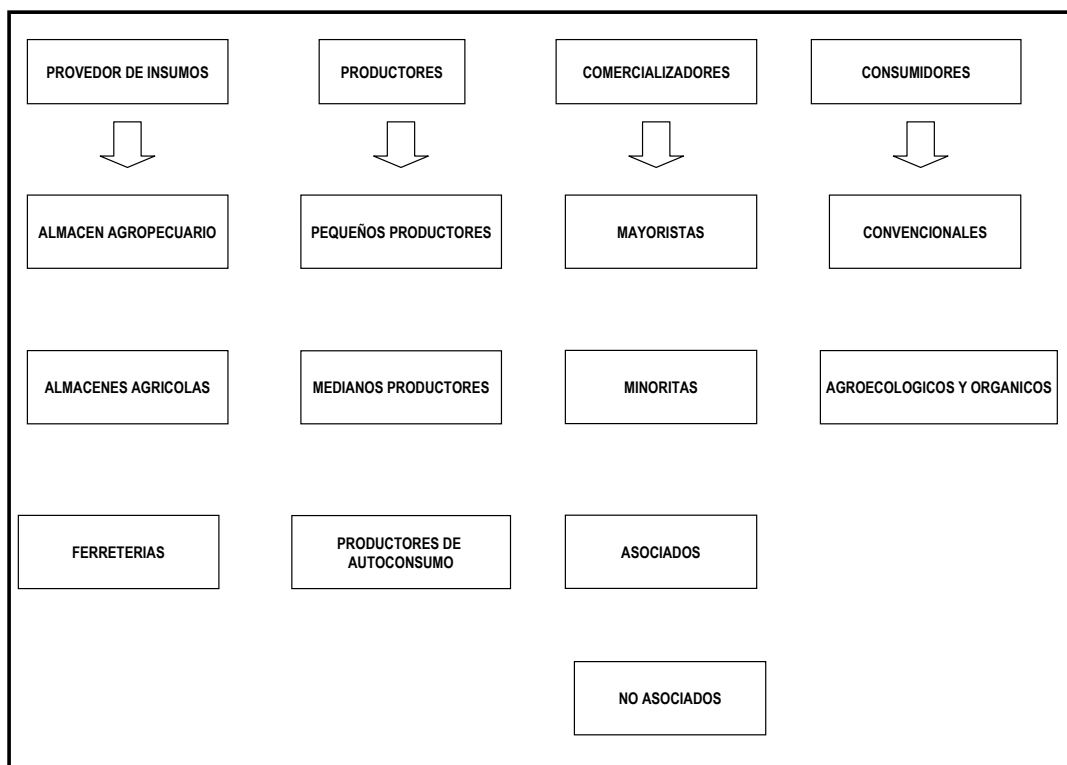 PROVEDOR DE INSUMOS
PRODUCTORES
COMERCIALIZADORES
CONSUMIDORES
ALMACEN AGROPECUARIO
PEQUEÑOS PRODUCTORES
MAYORISTAS
CONVENCIONALES
ALMACENES AGRICOLAS
MEDIANOS PRODUCTORES
MINORITAS
AGROECOLOGICOS Y ORGANICOS
FERRETERIAS
PRODUCTORES DE
AUTOCONSUMO
ASOCIADOS
NO ASOCIADOS